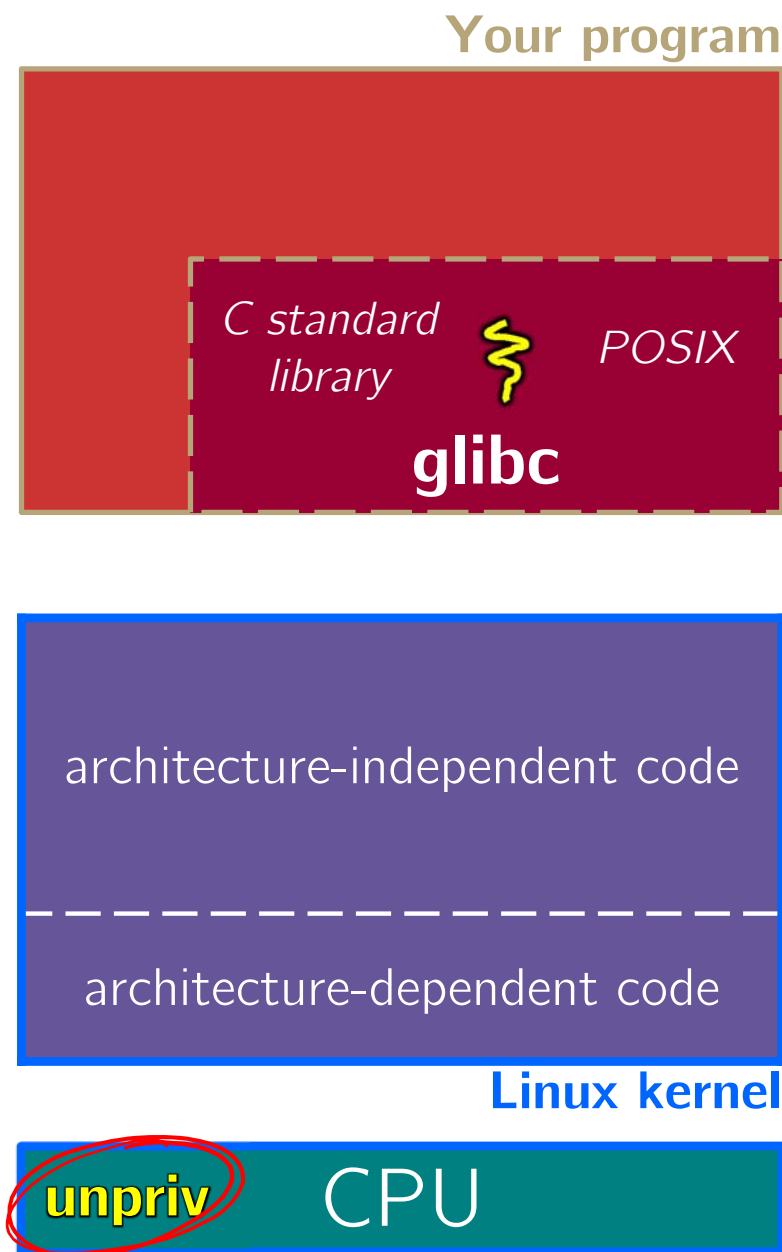 Your program
C standard
library
POSIX
glibc
architecture-independent code
architecture-dependent code
Linux kernel
unpriv
CPU